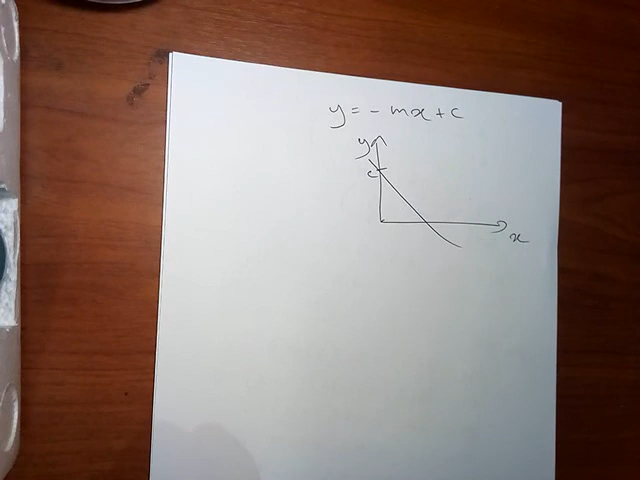 y = - mx + c
y
c
x